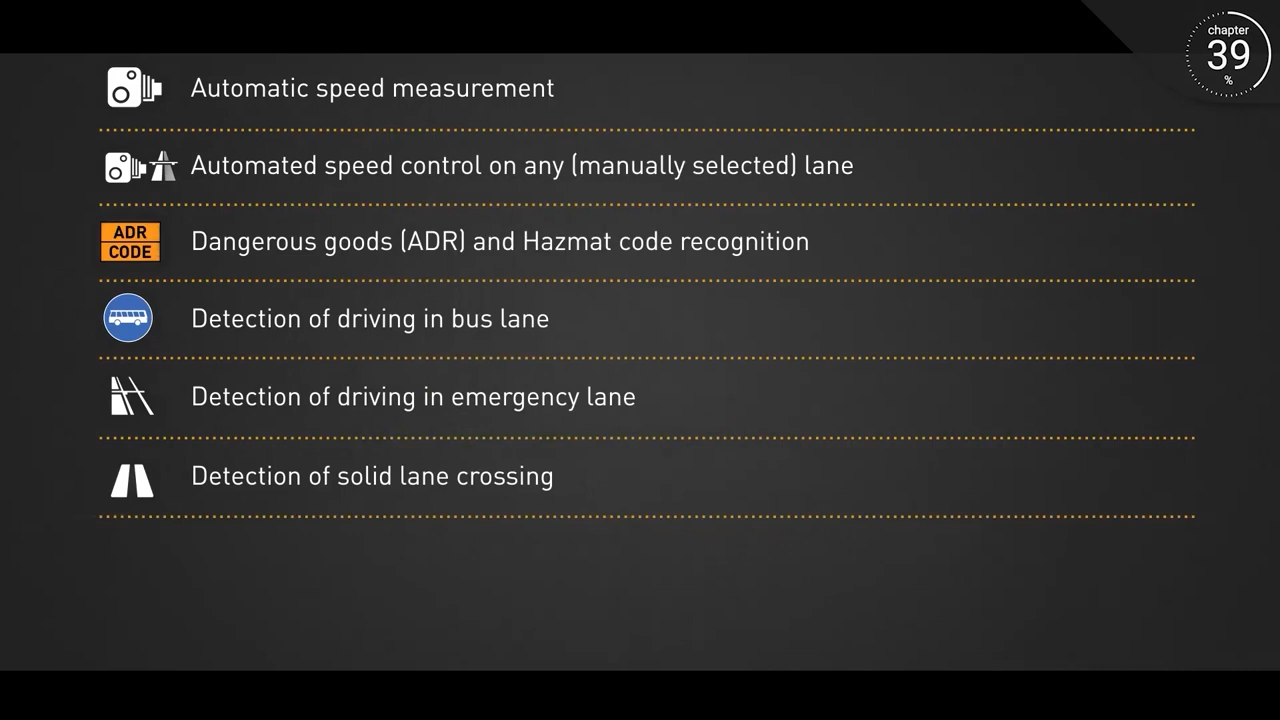 chapter
39
%
Automatic speed measurement
Automated speed control on any (manually selected) lane
ADR
CODE
Dangerous goods (ADR) and Hazmat code recognition
Detection of driving in bus lane
Detection of driving in emergency lane
Detection of solid lane crossing